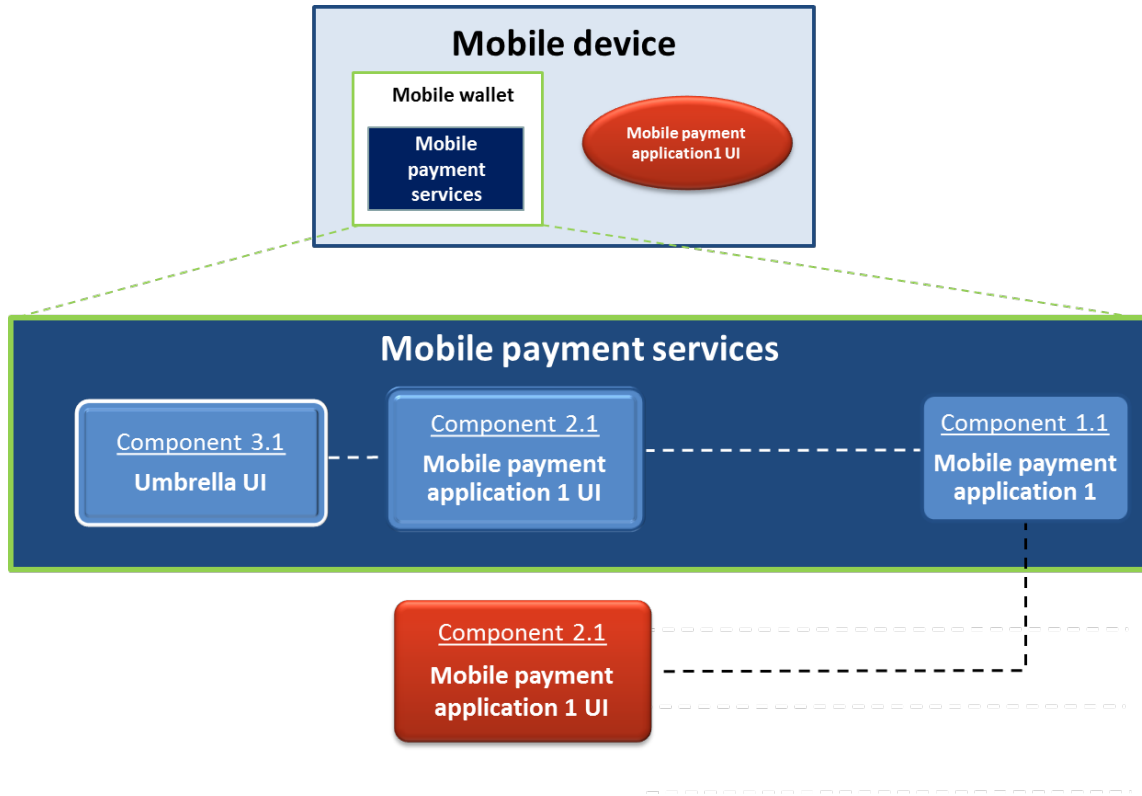 Mobile device
Mobile wallet
Mobile
payment
services
Mobile payment
application1 UI
Mobile payment services
Component 3.1
Umbrella UI
Component 2.1
Mobile payment
application 1 UI
Component 1.1
Mobile payment
application 1
Component 2.1
Mobile payment
application 1 UI